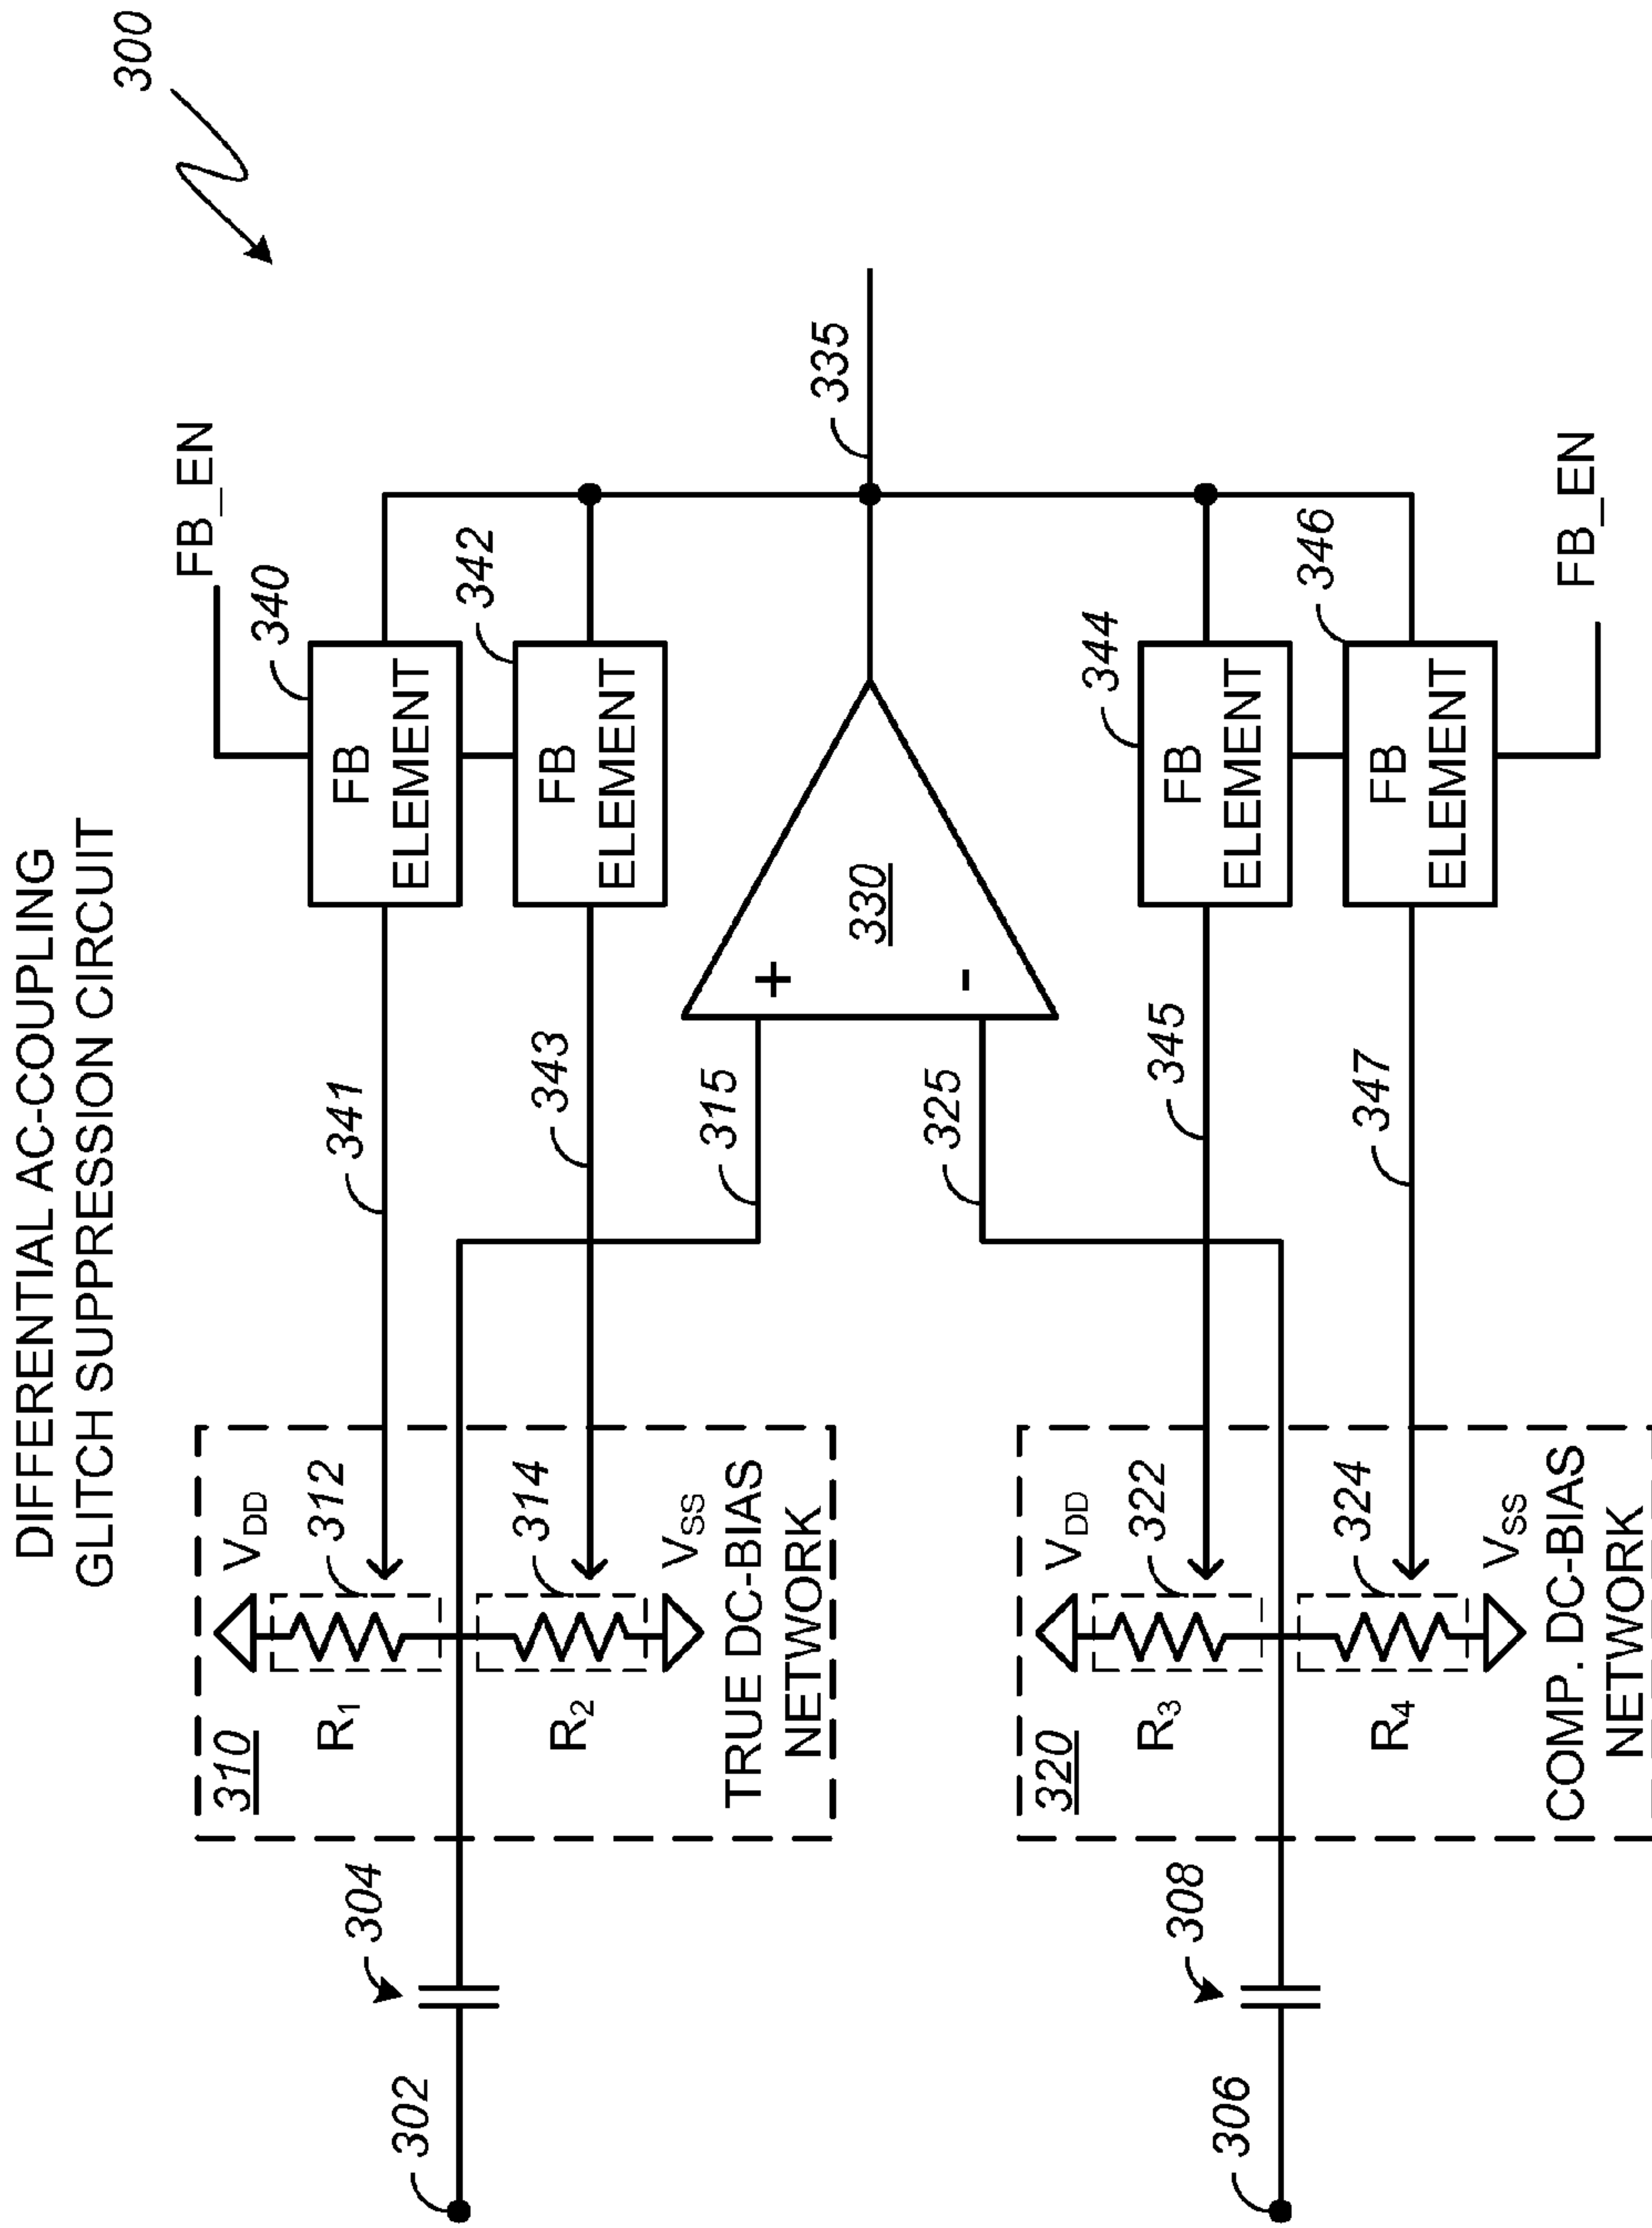 DIFFERENTIAL AC-COUPLING
GLITCH SUPPRESSION CIRCUIT
300
FB_EN
340
FB
ELEMENT
341
342
FB
ELEMENT
343
310
VDD
R1
312
R2
314
VSS
TRUE DC-BIAS
NETWORK
302
304
315
+
330
-
325
335
344
FB
ELEMENT
345
346
FB
ELEMENT
347
FB_EN
320
VDD
R3
322
R4
324
VSS
COMP. DC-BIAS
NETWORK
306
308